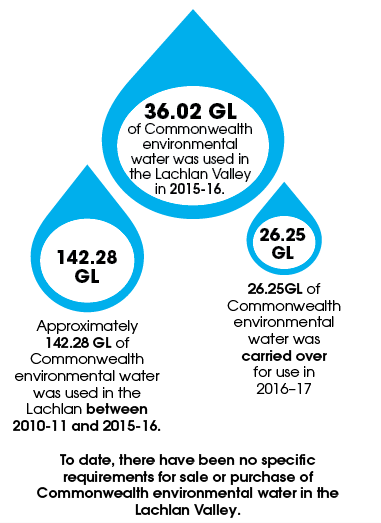 36.02 GL
of Commonwealth
environmental
water was used in
the Lachlan Valley
in 2015-16.
142.28
GL
Approximately
142.28 GL of
Commonwealth
environmental water
was used in the
Lachlan between
2010-11 and 2015-16.
26.25
GL
26.25GL of
Commonwealth
environmental
water was
carried over
for use in
2016–17
To date, there have been no specific
requirements for sale or purchase of
Commonwealth environmental water in the
Lachlan Valley.